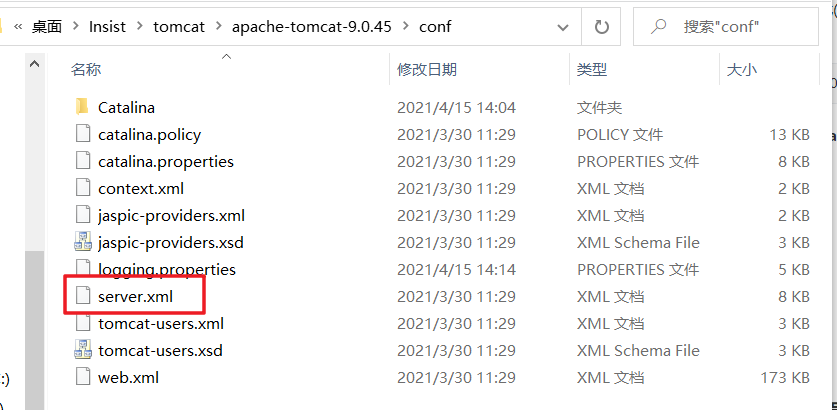 « 桌面 > Insist > tomcat > apache-tomcat-9.0.45 > conf 搜索"conf"
名称 修改日期 类型 大小
Catalina 2021/4/15 14:04 文件夹
catalina.policy 2021/3/30 11:29 POLICY 文件 13 KB
catalina.properties 2021/3/30 11:29 PROPERTIES 文件 8 KB
context.xml 2021/3/30 11:29 XML 文档 2 KB
jaspic-providers.xml 2021/3/30 11:29 XML 文档 2 KB
jaspic-providers.xsd 2021/3/30 11:29 XML Schema File 3 KB
logging.properties 2021/4/15 14:14 PROPERTIES 文件 5 KB
server.xml 2021/3/30 11:29 XML 文档 8 KB
tomcat-users.xml 2021/3/30 11:29 XML 文档 3 KB
tomcat-users.xsd 2021/3/30 11:29 XML Schema File 3 KB
web.xml 2021/3/30 11:29 XML 文档 173 KB
:)